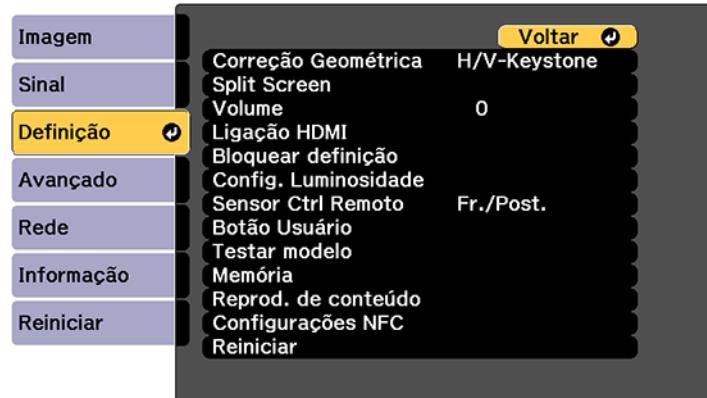 Imagem
Sinal
Definição
Avançado
Rede
Informação
Reiniciar
Voltar
Correção Geométrica H/V-Keystone
Split Screen
Volume 0
Ligação HDMI
Bloquear definição
Config. Luminosidade
Sensor Ctrl Remoto Fr./Post.
Botão Usuário
Testar modelo
Memória
Reprod. de conteúdo
Configurações NFC
Reiniciar